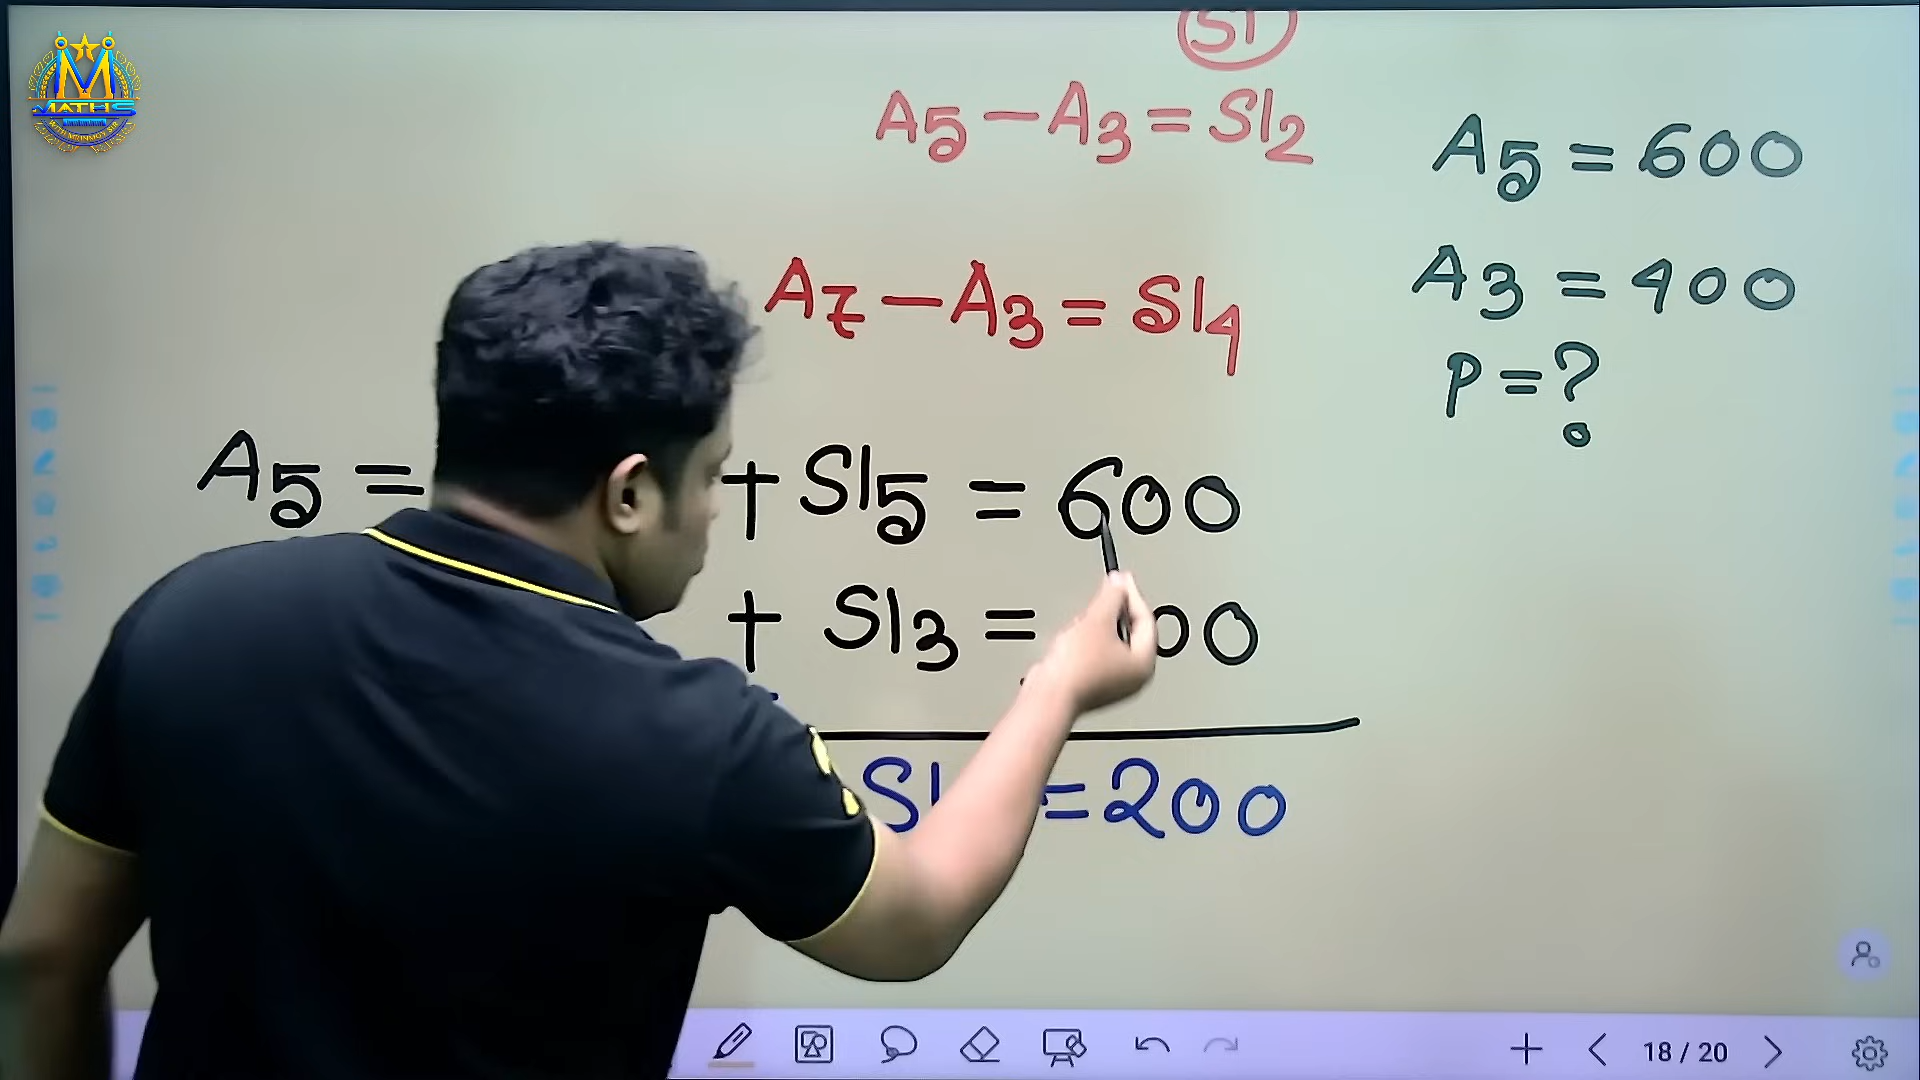 SI
A5 - A3 = SI2
A5 = 600
A7 - A3 = SI4
A3 = 400
P = ?
A5 = + SI5 = 600
+ SI3 = 00
SI = 200
MATHS
18 / 20